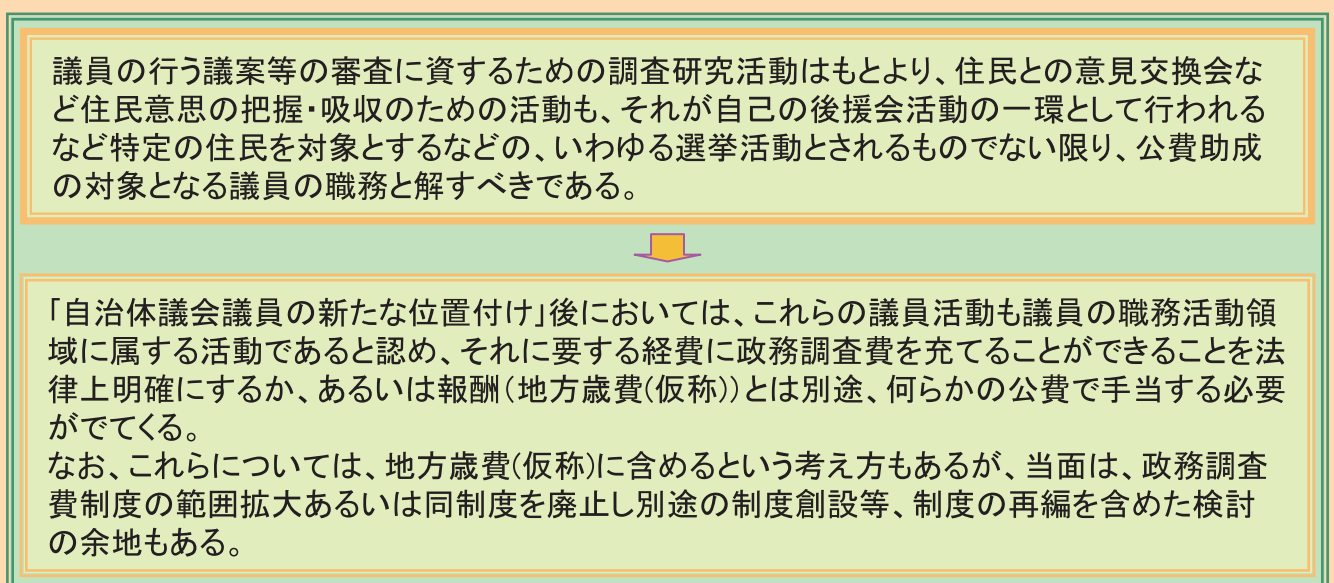 議員の行う議案等の審査に資するための調査研究活動はもとより、住民との意見交換会な
ど住民意思の把握・吸収のための活動も、それが自己の後援会活動の一環として行われる
など特定の住民を対象とするなどの、いわゆる選挙活動とされるものでない限り、公費助成
の対象となる議員の職務と解すべきである。
「自治体議会議員の新たな位置付け」後においては、これらの議員活動も議員の職務活動領
域に属する活動であると認め、それに要する経費に政務調査費を充てることができることを法
律上明確にするか、あるいは報酬（地方歳費(仮称)）とは別途、何らかの公費で手当する必要
がでてくる。
なお、これらについては、地方歳費(仮称)に含めるという考え方もあるが、当面は、政務調査
費制度の範囲拡大あるいは同制度を廃止し別途の制度創設等、制度の再編を含めた検討
の余地もある。